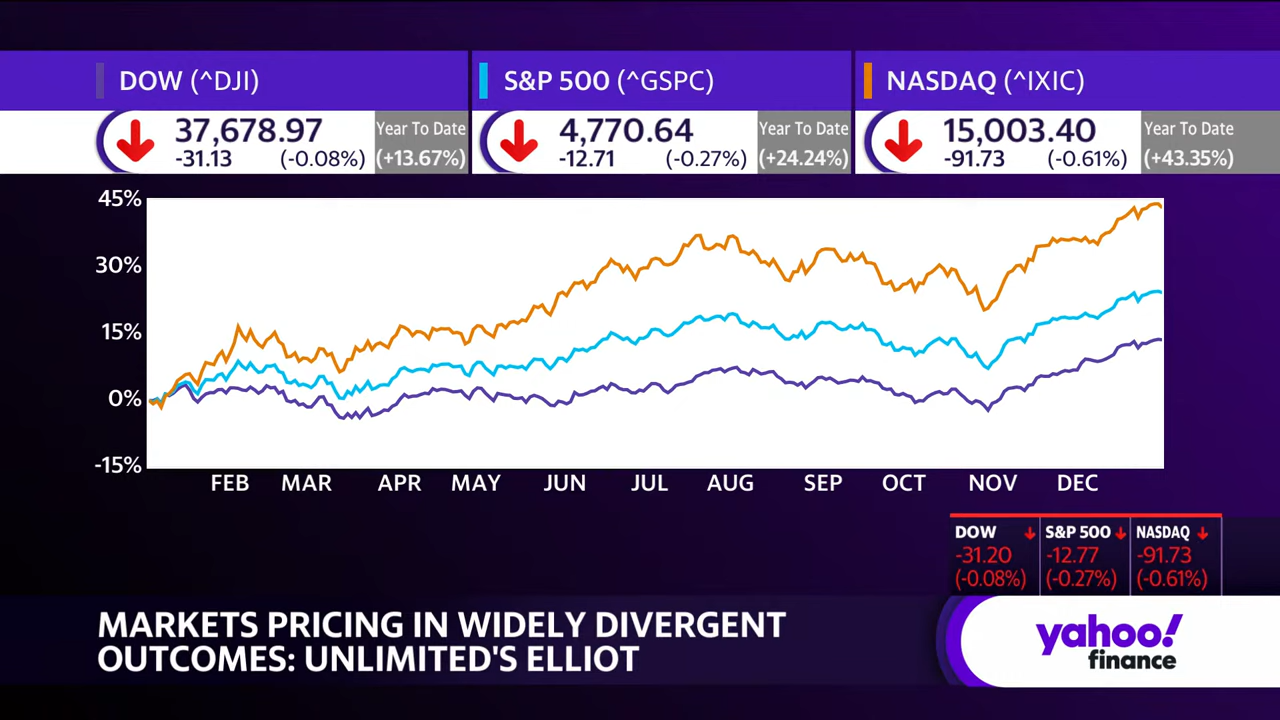 DOW (^DJI)
37,678.97
-31.13 (-0.08%)
Year To Date
(+13.67%)
S&P 500 (^GSPC)
4,770.64
-12.71 (-0.27%)
Year To Date
(+24.24%)
NASDAQ (^IXIC)
15,003.40
-91.73 (-0.61%)
Year To Date
(+43.35%)
45%
30%
15%
0%
-15%
FEB MAR APR MAY JUN JUL AUG SEP OCT NOV DEC
DOW
-31.20
(-0.08%)
S&P 500
-12.77
(-0.27%)
NASDAQ
-91.73
(-0.61%)
MARKETS PRICING IN WIDELY DIVERGENT
OUTCOMES: UNLIMITED'S ELLIOT
yahoo!
finance